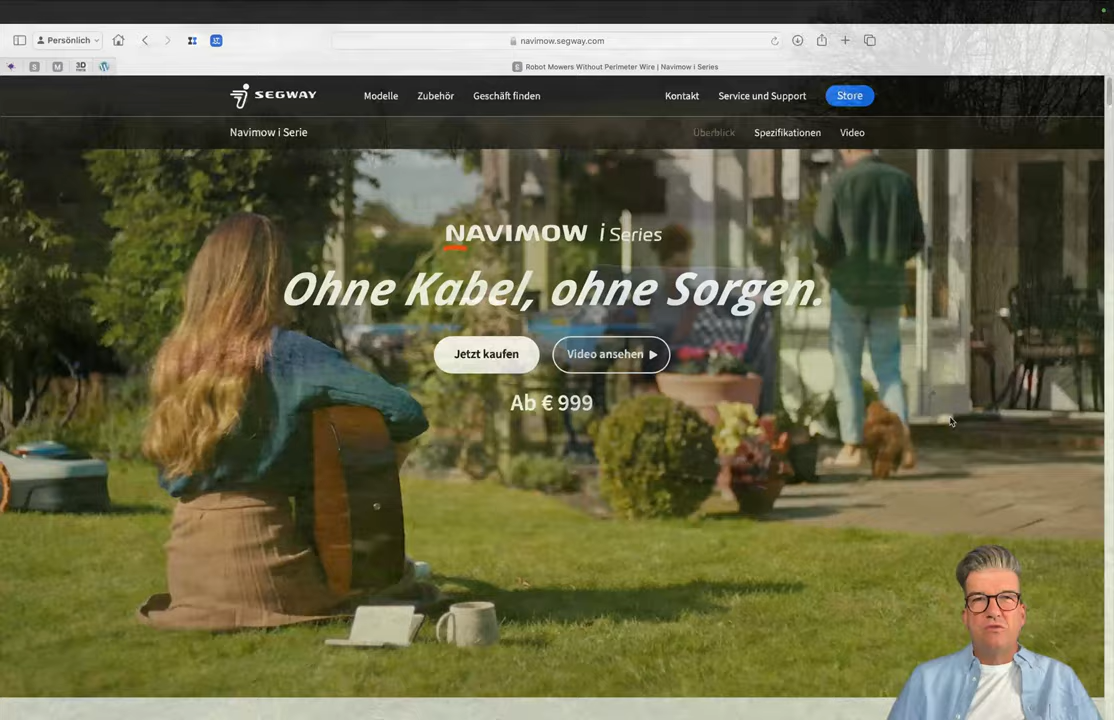 Persönlich
navimow.segway.com
S
M
3D
S Robot Mowers Without Perimeter Wire | Navimow i Series
SEGWAY
Modelle
Zubehör
Geschäft finden
Kontakt
Service und Support
Store
Navimow i Serie
Überblick
Spezifikationen
Video
NAVIMOW i Series
Ohne Kabel, ohne Sorgen.
Jetzt kaufen
Video ansehen
Ab € 999